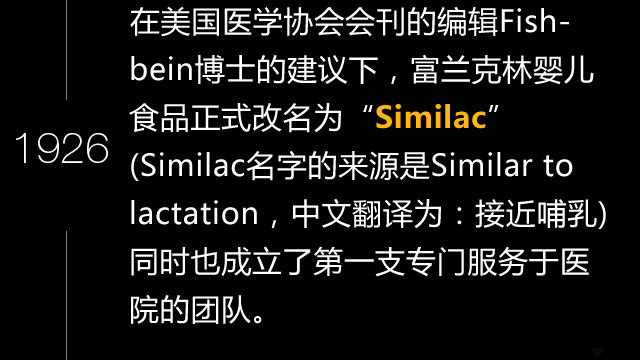 1926
在美国医学协会会刊的编辑Fish-
bein博士的建议下，富兰克林婴儿
食品正式改名为“Similac”
(Similac名字的来源是Similar to
lactation，中文翻译为：接近哺乳)
同时也成立了第一支专门服务于医
院的团队。